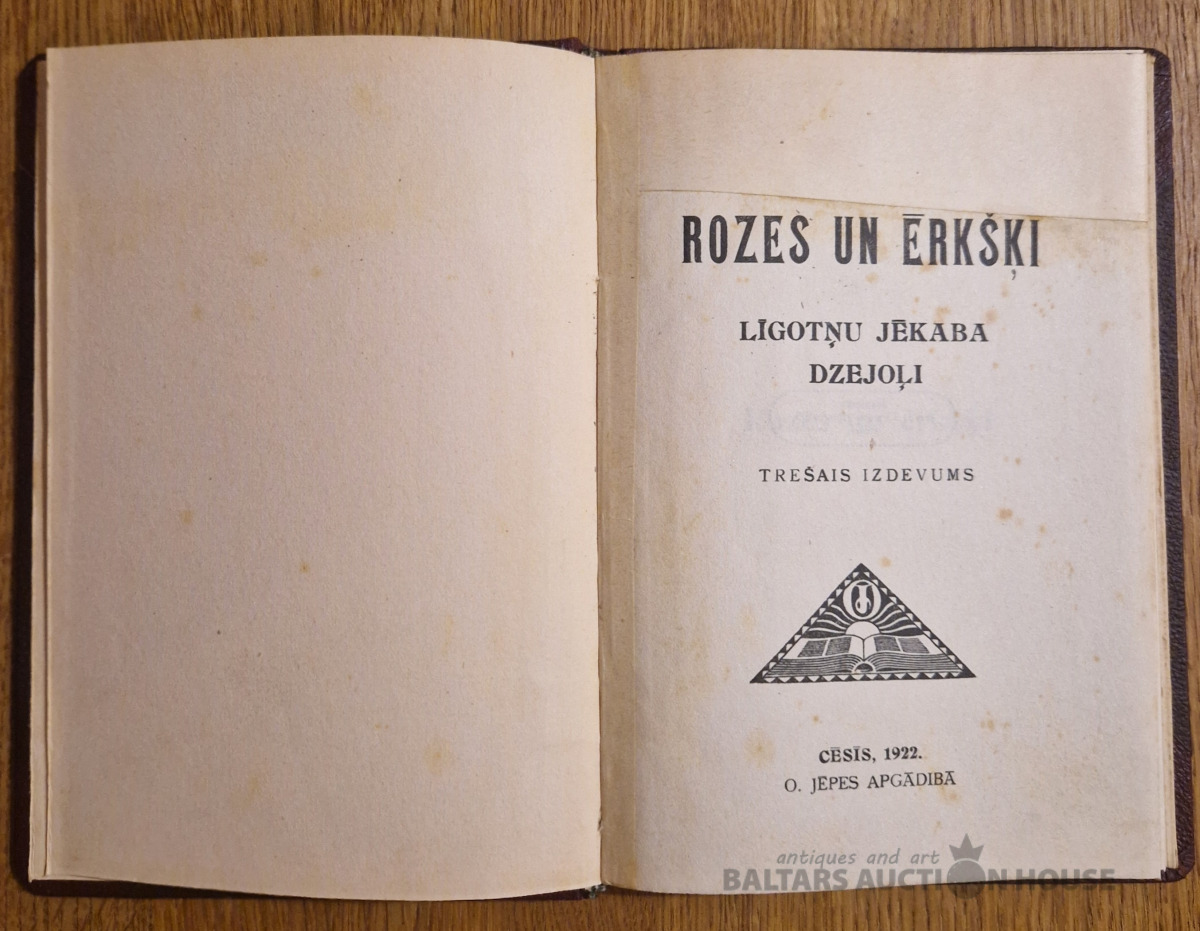 ROZES UN ĒRKŠĶI
LĪGOTŅU JĒKABA
DZEJOĻI
TREŠAIS IZDEVUMS
CĒSĪS, 1922.
O. JĒPES APGĀDĪBĀ
antiques and art
BALTARS AUCTION HOUSE